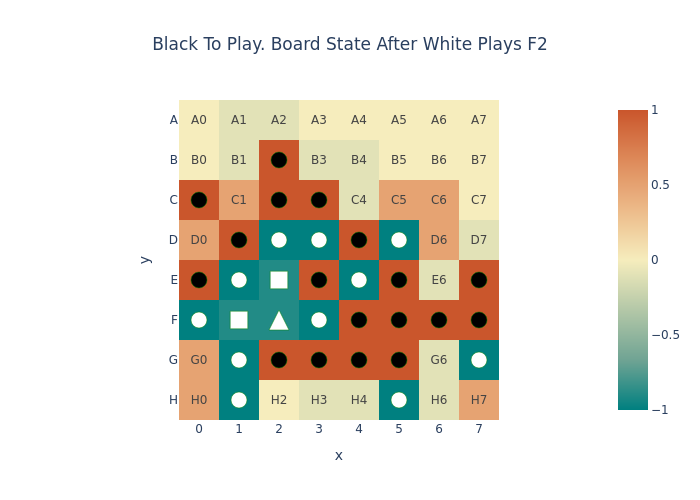 Black To Play. Board State After White Plays F2
A A0 A1 A2 A3 A4 A5 A6 A7
B B0 B1 B3 B4 B5 B6 B7
C C1 C4 C5 C6 C7
D D0 D6 D7
E E6
F
G G0 G6
H H0 H2 H3 H4 H6 H7
0 1 2 3 4 5 6 7
x
y
1
0.5
0
−0.5
−1